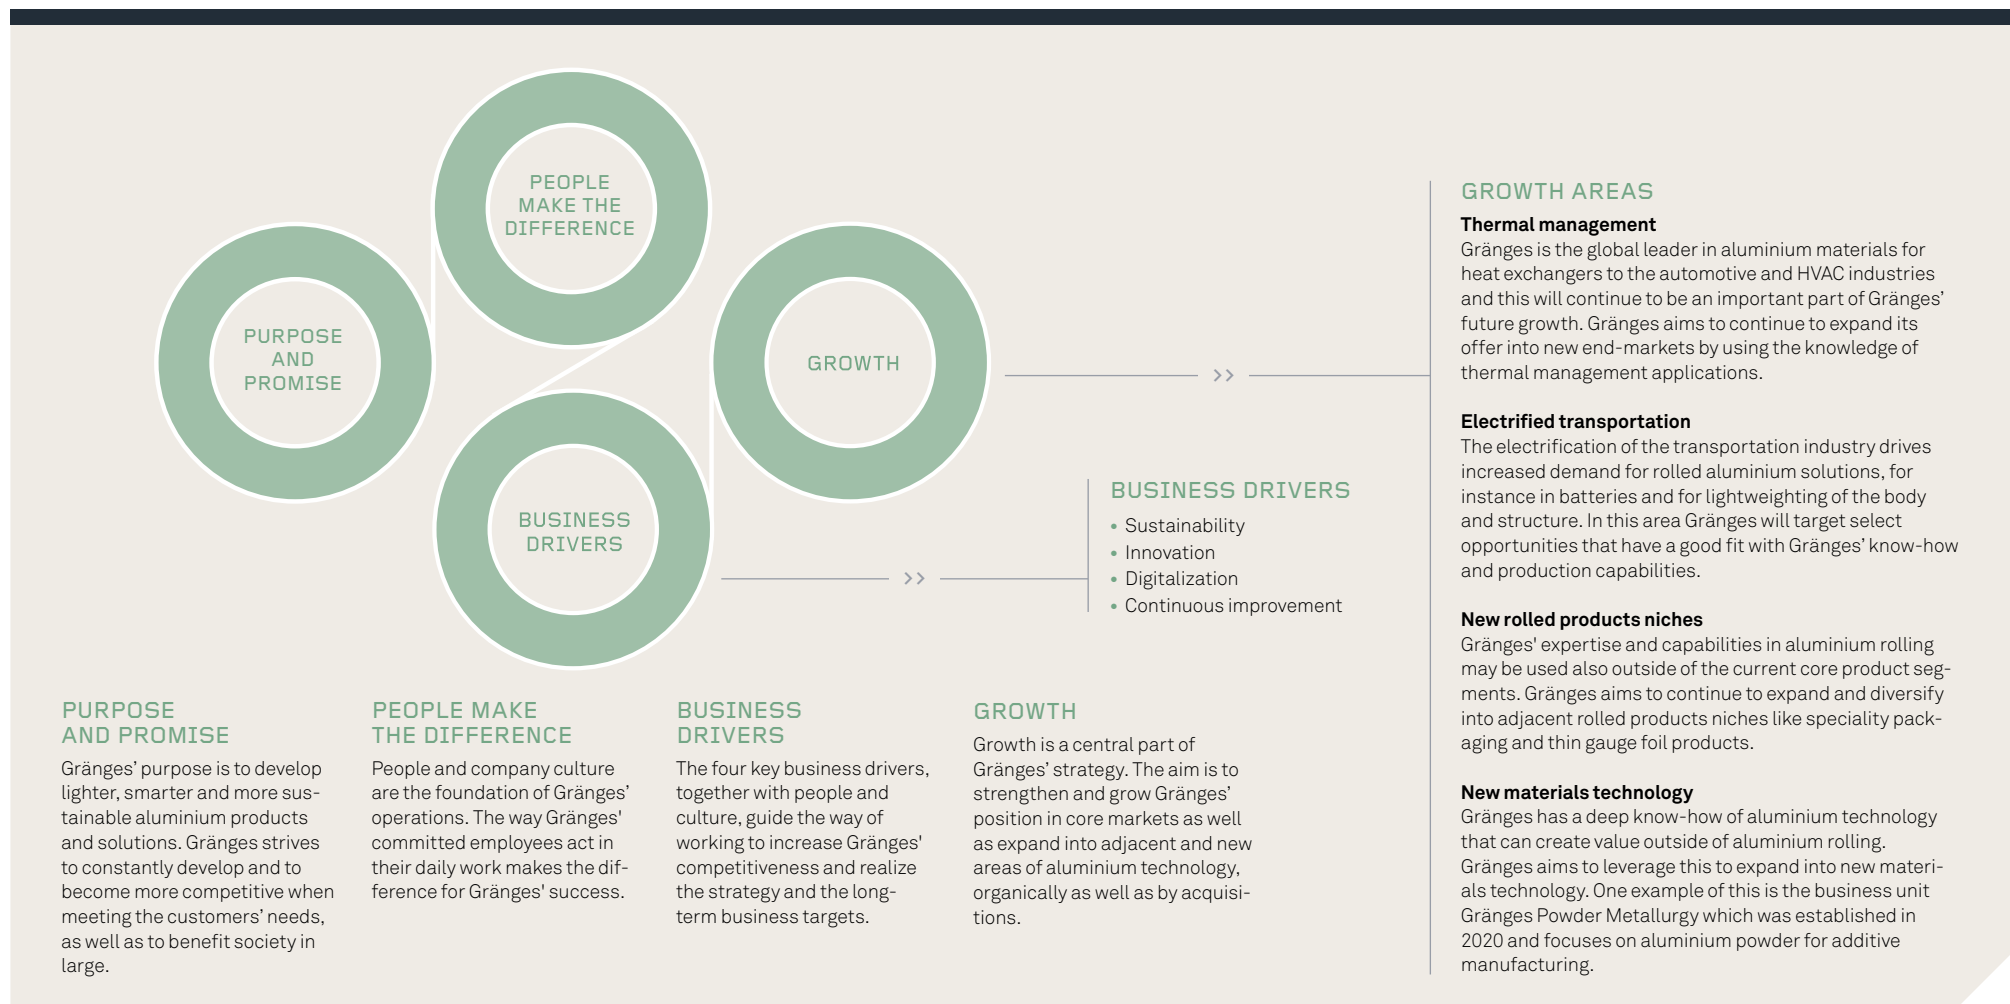 PEOPLE
MAKE THE
DIFFERENCE
PURPOSE
AND
PROMISE
GROWTH
BUSINESS
DRIVERS
BUSINESS DRIVERS
• Sustainability
• Innovation
• Digitalization
• Continuous improvement
GROWTH AREAS
Thermal management
Gränges is the global leader in aluminium materials for
heat exchangers to the automotive and HVAC industries
and this will continue to be an important part of Gränges’
future growth. Gränges aims to continue to expand its
offer into new end-markets by using the knowledge of
thermal management applications.
Electrified transportation
The electrification of the transportation industry drives
increased demand for rolled aluminium solutions, for
instance in batteries and for lightweighting of the body
and structure. In this area Gränges will target select
opportunities that have a good fit with Gränges’ know-how
and production capabilities.
New rolled products niches
Gränges' expertise and capabilities in aluminium rolling
may be used also outside of the current core product seg-
ments. Gränges aims to continue to expand and diversify
into adjacent rolled products niches like speciality pack-
aging and thin gauge foil products.
New materials technology
Gränges has a deep know-how of aluminium technology
that can create value outside of aluminium rolling.
Gränges aims to leverage this to expand into new materi-
als technology. One example of this is the business unit
Gränges Powder Metallurgy which was established in
2020 and focuses on aluminium powder for additive
manufacturing.
PURPOSE
AND PROMISE
Gränges’ purpose is to develop
lighter, smarter and more sus-
tainable aluminium products
and solutions. Gränges strives
to constantly develop and to
become more competitive when
meeting the customers’ needs,
as well as to benefit society in
large.
PEOPLE MAKE
THE DIFFERENCE
People and company culture
are the foundation of Gränges’
operations. The way Gränges'
committed employees act in
their daily work makes the dif-
ference for Gränges' success.
BUSINESS
DRIVERS
The four key business drivers,
together with people and
culture, guide the way of
working to increase Gränges'
competitiveness and realize
the strategy and the long-
term business targets.
GROWTH
Growth is a central part of
Gränges’ strategy. The aim is to
strengthen and grow Gränges’
position in core markets as well
as expand into adjacent and new
areas of aluminium technology,
organically as well as by acquisi-
tions.